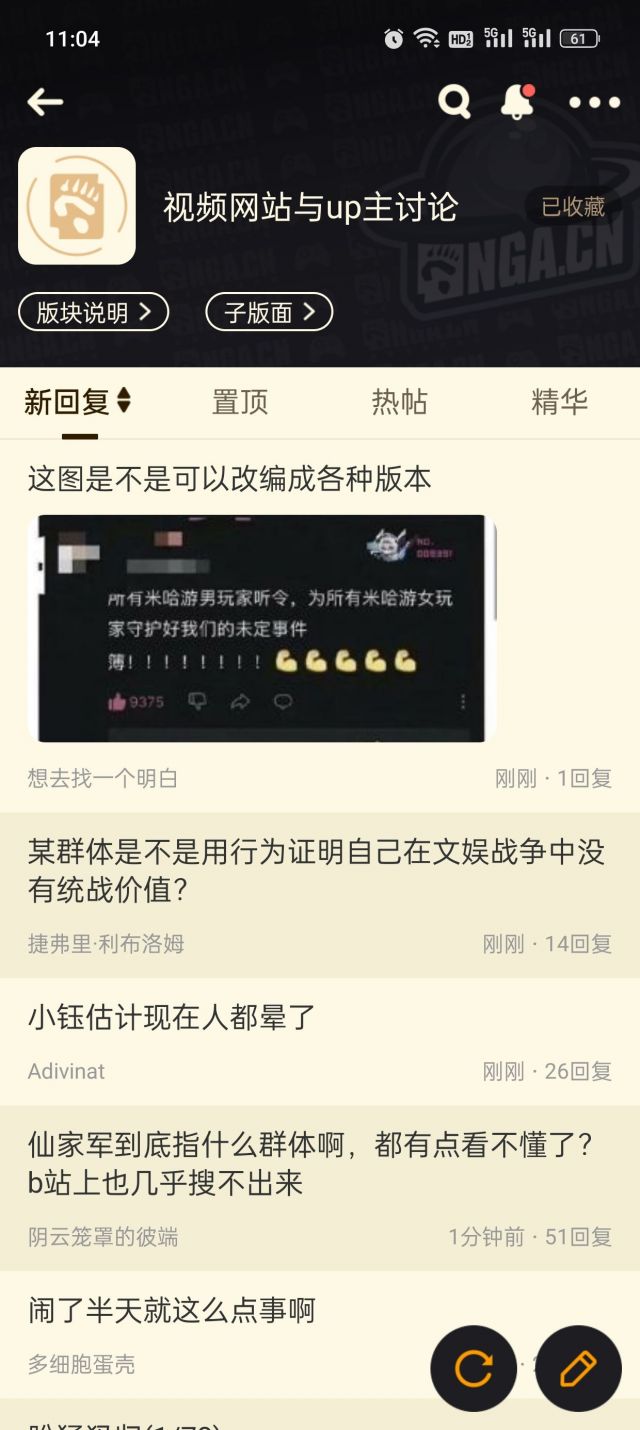 11:04
HD 5G 5G 61
视频网站与up主讨论
已收藏
NGA.CN
版块说明
子版面
新回复
置顶
热帖
精华
这图是不是可以改编成各种版本
NO.
所有米哈游男玩家听令，为所有米哈游女玩
家守护好我们的未定事件
簿！！！！！！！！💪💪💪💪💪
9375
想去找一个明白
刚刚 · 1回复
某群体是不是用行为证明自己在文娱战争中没
有统战价值？
捷弗里·利布洛姆
刚刚 · 14回复
小钰估计现在人都晕了
Adivinat
刚刚 · 26回复
仙家军到底指什么群体啊，都有点看不懂了？
b站上也几乎搜不出来
阴云笼罩的彼端
1分钟前 · 51回复
闹了半天就这么点事啊
多细胞蛋壳